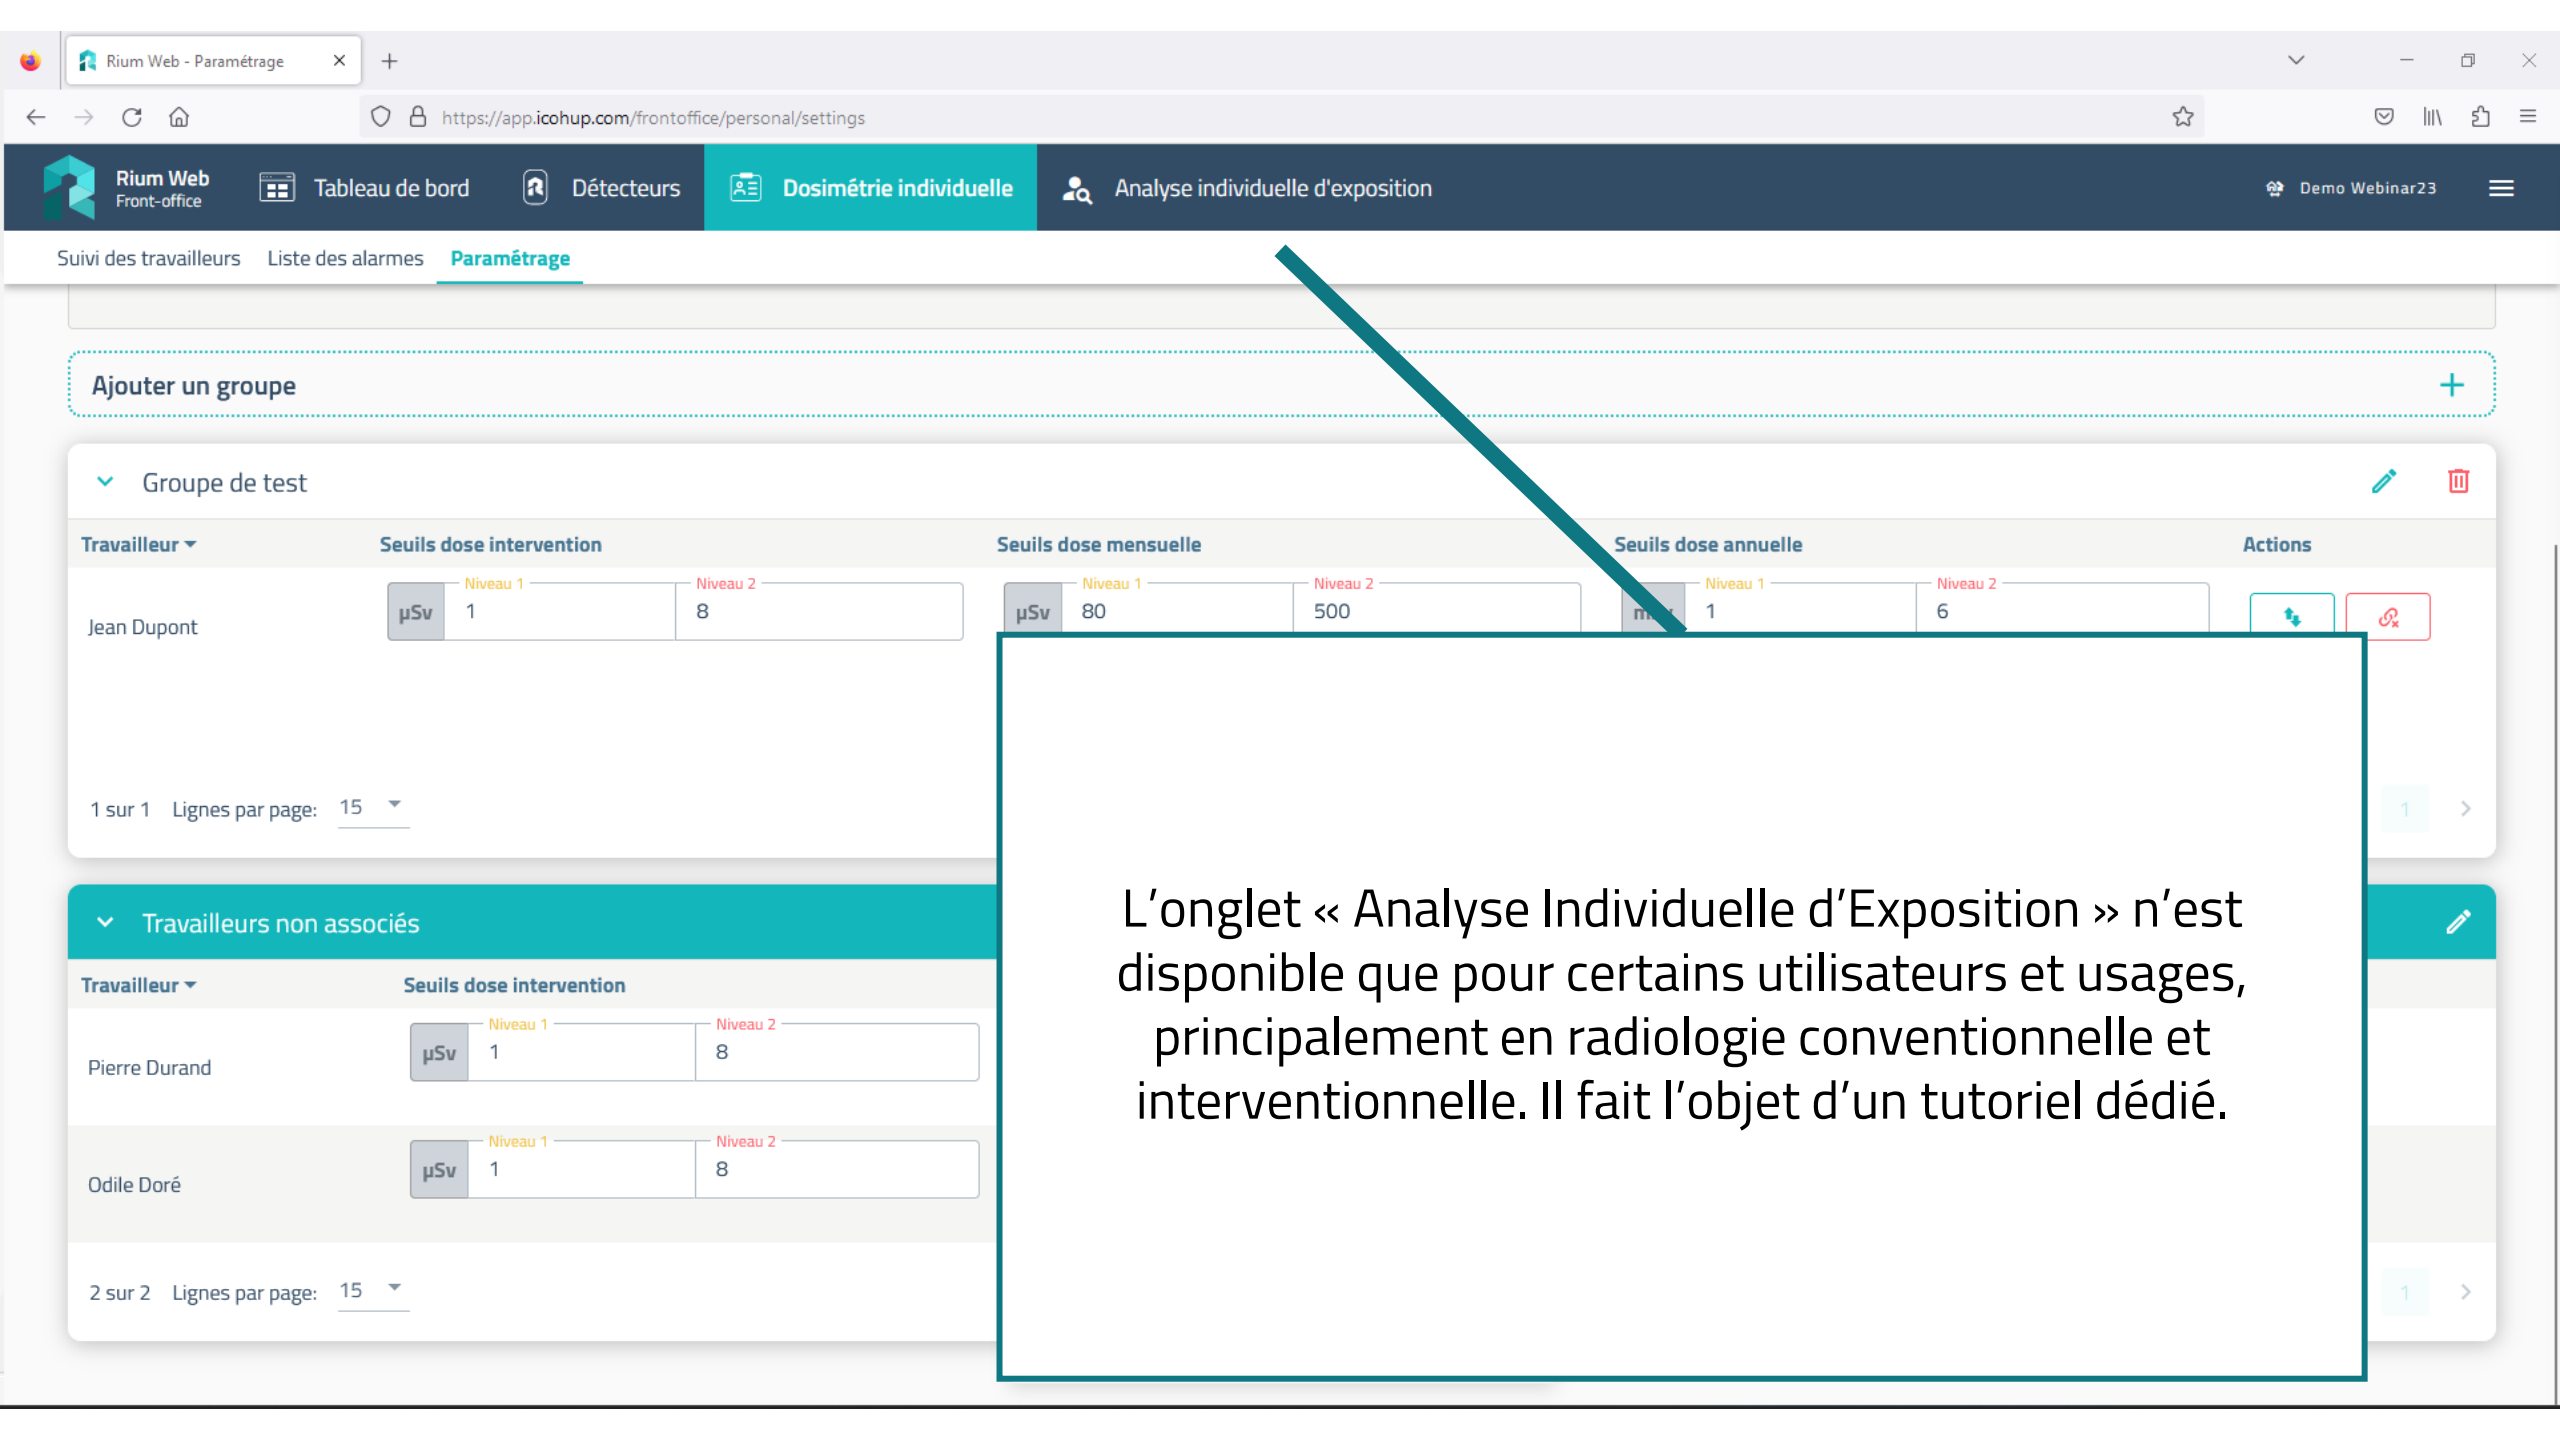 Rium Web - Paramétrage
https://app.icohup.com/frontoffice/personal/settings
Rium Web
Front-office
Tableau de bord
Détecteurs
Dosimétrie individuelle
Analyse individuelle d'exposition
Demo Webinar23
Suivi des travailleurs Liste des alarmes Paramétrage
Ajouter un groupe
Groupe de test
Travailleur Seuils dose intervention Seuils dose mensuelle Seuils dose annuelle Actions
Niveau 1 Niveau 2 Niveau 1 Niveau 2 Niveau 1 Niveau 2
Jean Dupont µSv 1 8 µSv 80 500 1 6
1 sur 1 Lignes par page: 15 1
Travailleurs non associés
Travailleur Seuils dose intervention
Niveau 1 Niveau 2
Pierre Durand µSv 1 8
Niveau 1 Niveau 2
Odile Doré µSv 1 8
2 sur 2 Lignes par page: 15 1
L’onglet « Analyse Individuelle d’Exposition » n’est
disponible que pour certains utilisateurs et usages,
principalement en radiologie conventionnelle et
interventionnelle. Il fait l’objet d’un tutoriel dédié.